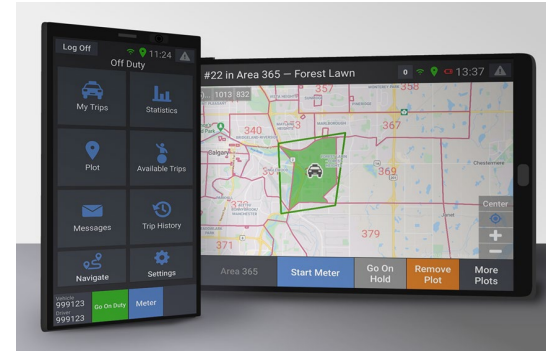 Log Off
11:24
Off Duty
My Trips
Statistics
Plot
Available Trips
Messages
Trip History
Navigate
Settings
Vehicle
999123
Driver
999123
Go On Duty
Meter
#22 in Area 365 — Forest Lawn
0
13:37
1013 832
357
358
340
367
Calgary
369
Chestermere
379
371
Janet
Center
+
−
Area 365
Start Meter
Go On
Hold
Remove
Plot
More
Plots